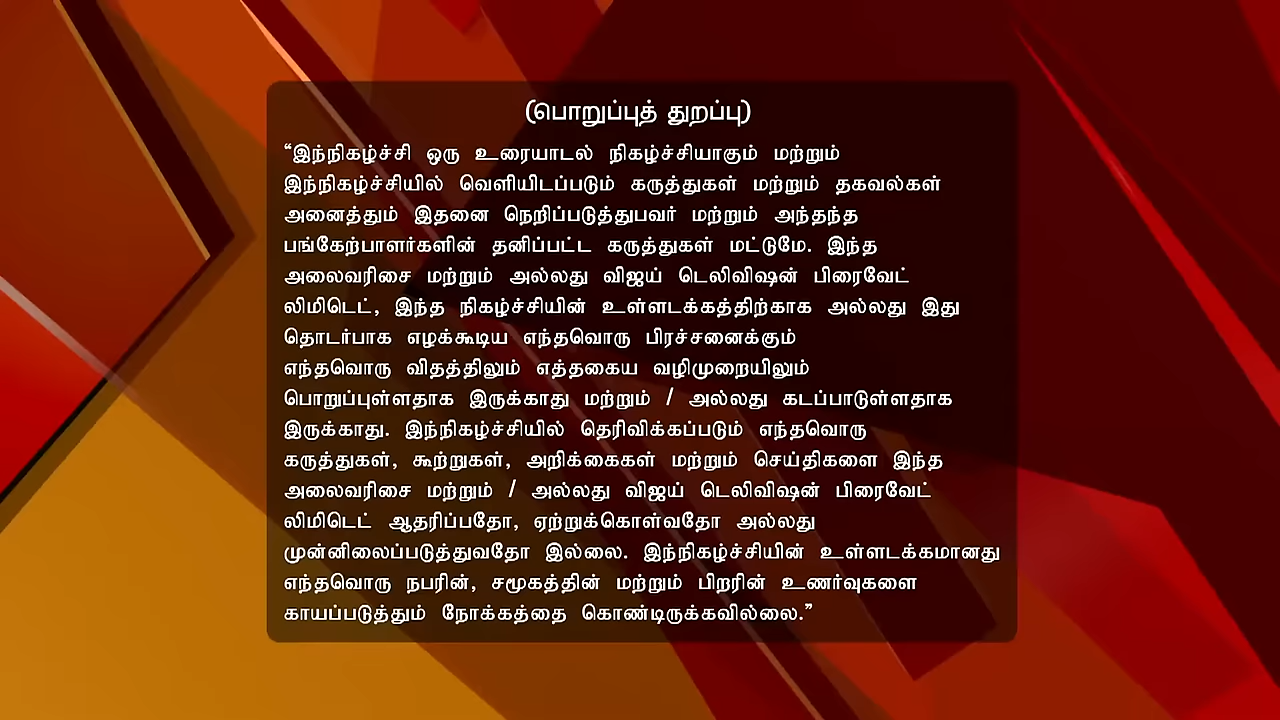 (பொறுப்புத் துறப்பு)
“இந்நிகழ்ச்சி ஒரு உரையாடல் நிகழ்ச்சியாகும் மற்றும்
இந்நிகழ்ச்சியில் வெளியிடப்படும் கருத்துகள் மற்றும் தகவல்கள்
அனைத்தும் இதனை நெறிப்படுத்துபவர் மற்றும் அந்தந்த
பங்கேற்பாளர்களின் தனிப்பட்ட கருத்துகள் மட்டுமே. இந்த
அலைவரிசை மற்றும் அல்லது விஜய் டெலிவிஷன் பிரைவேட்
லிமிடெட், இந்த நிகழ்ச்சியின் உள்ளடக்கத்திற்காக அல்லது இது
தொடர்பாக எழக்கூடிய எந்தவொரு பிரச்சனைக்கும்
எந்தவொரு விதத்திலும் எத்தகைய வழிமுறையிலும்
பொறுப்புள்ளதாக இருக்காது மற்றும் / அல்லது கடப்பாடுள்ளதாக
இருக்காது. இந்நிகழ்ச்சியில் தெரிவிக்கப்படும் எந்தவொரு
கருத்துகள், கூற்றுகள், அறிக்கைகள் மற்றும் செய்திகளை இந்த
அலைவரிசை மற்றும் / அல்லது விஜய் டெலிவிஷன் பிரைவேட்
லிமிடெட் ஆதரிப்பதோ, ஏற்றுக்கொள்வதோ அல்லது
முன்னிலைப்படுத்துவதோ இல்லை. இந்நிகழ்ச்சியின் உள்ளடக்கமானது
எந்தவொரு நபரின், சமூகத்தின் மற்றும் பிறரின் உணர்வுகளை
காயப்படுத்தும் நோக்கத்தை கொண்டிருக்கவில்லை.”